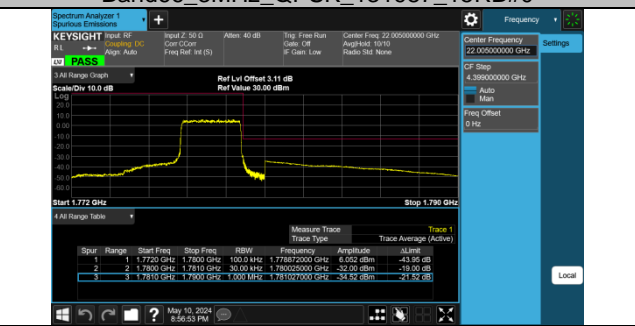 Spectrum Analyzer 1
Spurious Emissions
Frequency
KEYSIGHT
Input: RF
Coupling: DC
Align: Auto
Input Z: 50 Ω
Corr CCorr
Freq Ref: Int (S)
Atten: 40 dB
Trig: Free Run
Gate: Off
IF Gain: Low
Center Freq: 22.005000000 GHz
Avg|Hold: 10/10
Radio Std: None
RL
PASS
Center Frequency
22.005000000 GHz
Settings
CF Step
4.399000000 GHz
Auto
Man
Freq Offset
0 Hz
3 All Range Graph
Scale/Div 10.0 dB
Ref Lvl Offset 3.11 dB
Ref Value 30.00 dBm
Log
20.0
10.0
0.00
-10.0
-20.0
-30.0
-40.0
-50.0
-60.0
Start 1.772 GHz
Stop 1.790 GHz
4 All Range Table
Measure Trace Trace 1
Trace Type Trace Average (Active)
Spur Range Start Freq Stop Freq RBW Frequency Amplitude ΔLimit
1 1 1.7720 GHz 1.7800 GHz 100.0 kHz 1.778872000 GHz 6.052 dBm -43.95 dB
2 2 1.7800 GHz 1.7810 GHz 30.00 kHz 1.780025000 GHz -32.00 dBm -19.00 dB
3 3 1.7810 GHz 1.7900 GHz 1.000 MHz 1.781027000 GHz -34.52 dBm -21.52 dB
Local
May 10, 2024
8:56:53 PM